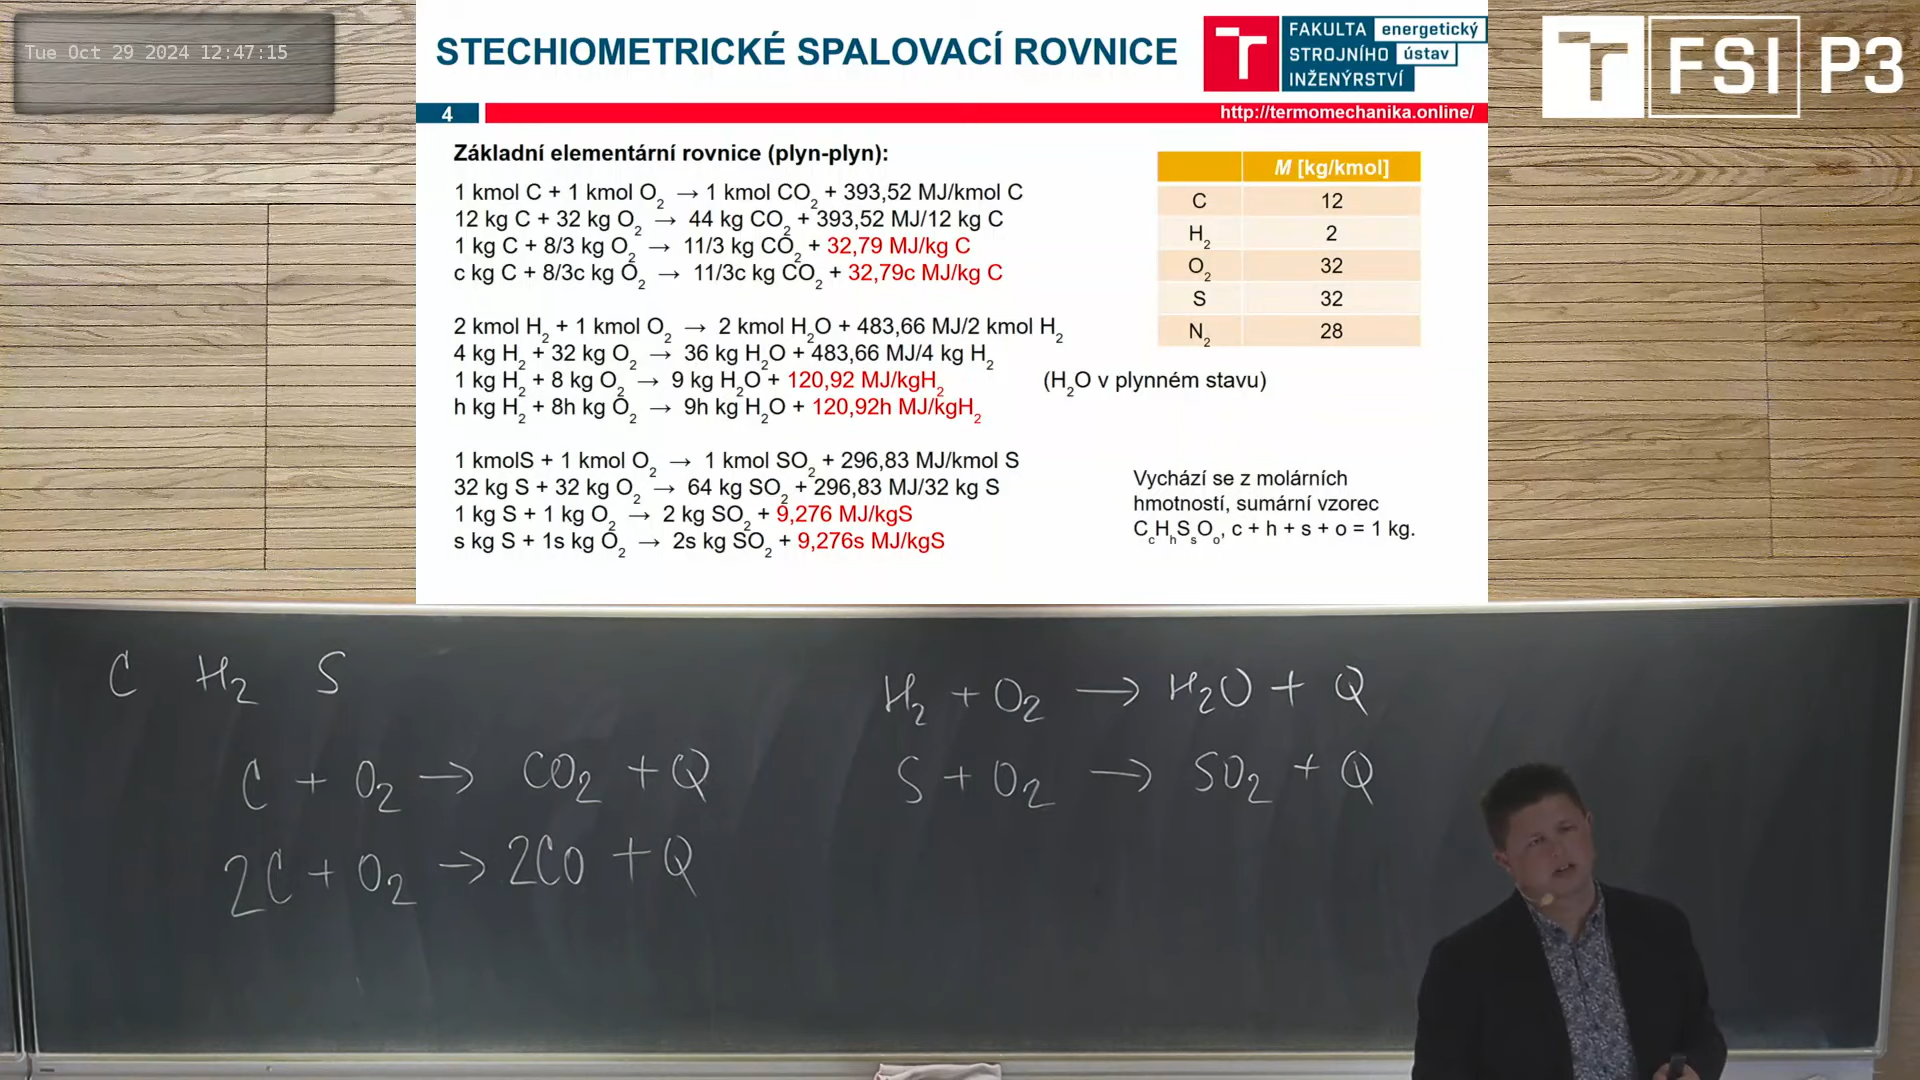 Tue Oct 29 2024 12:47:15
STECHIOMETRICKÉ SPALOVACÍ ROVNICE
FAKULTA energetický
STROJNÍHO ústav
INŽENÝRSTVÍ
FSI P3
4
http://termomechanika.online/
Základní elementární rovnice (plyn-plyn):
1 kmol C + 1 kmol O₂ → 1 kmol CO₂ + 393,52 MJ/kmol C
12 kg C + 32 kg O₂ → 44 kg CO₂ + 393,52 MJ/12 kg C
1 kg C + 8/3 kg O₂ → 11/3 kg CO₂ + 32,79 MJ/kg C
c kg C + 8/3c kg O₂ → 11/3c kg CO₂ + 32,79c MJ/kg C
2 kmol H₂ + 1 kmol O₂ → 2 kmol H₂O + 483,66 MJ/2 kmol H₂
4 kg H₂ + 32 kg O₂ → 36 kg H₂O + 483,66 MJ/4 kg H₂
1 kg H₂ + 8 kg O₂ → 9 kg H₂O + 120,92 MJ/kgH₂ (H₂O v plynném stavu)
h kg H₂ + 8h kg O₂ → 9h kg H₂O + 120,92h MJ/kgH₂
1 kmolS + 1 kmol O₂ → 1 kmol SO₂ + 296,83 MJ/kmol S
32 kg S + 32 kg O₂ → 64 kg SO₂ + 296,83 MJ/32 kg S
1 kg S + 1 kg O₂ → 2 kg SO₂ + 9,276 MJ/kgS
s kg S + 1s kg O₂ → 2s kg SO₂ + 9,276s MJ/kgS
M [kg/kmol]
C 12
H₂ 2
O₂ 32
S 32
N₂ 28
Vychází se z molárních
hmotností, sumární vzorec
C_cH_hS_sO_o, c + h + s + o = 1 kg.
C H₂ S
C + O₂ → CO₂ + Q
2C + O₂ → 2CO + Q
H₂ + O₂ → H₂O + Q
S + O₂ → SO₂ + Q